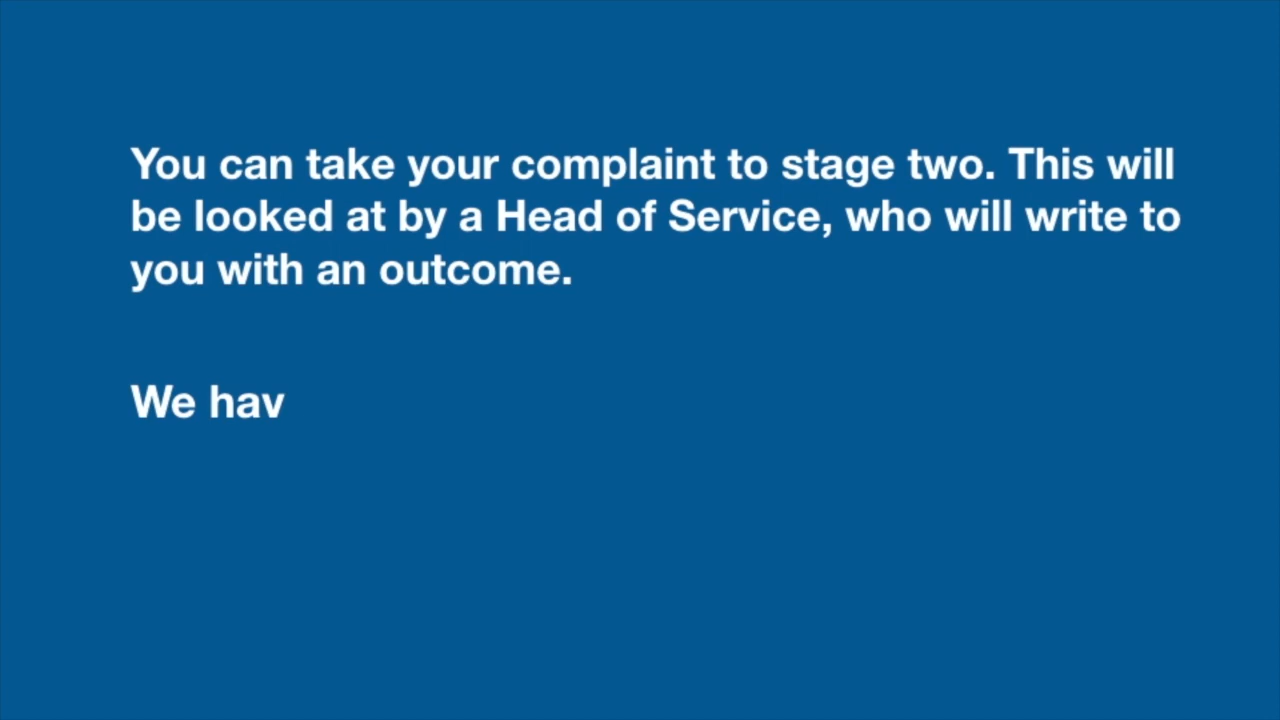 You can take your complaint to stage two. This will
be looked at by a Head of Service, who will write to
you with an outcome.
We hav